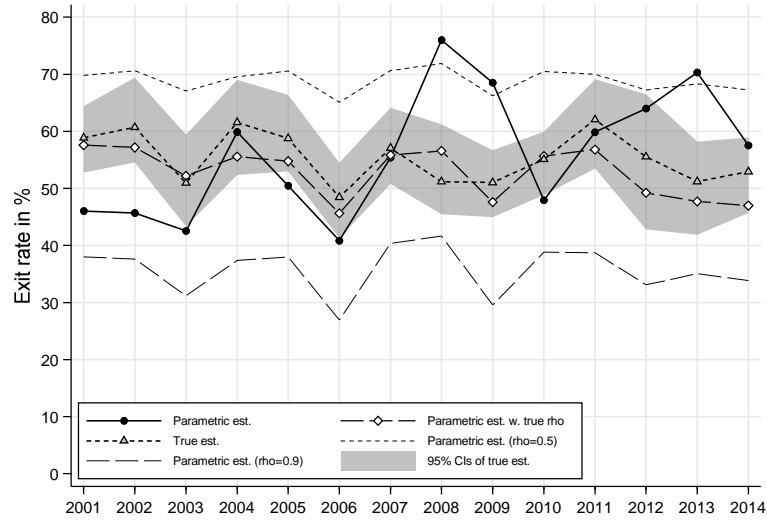 80
70
60
50
40
30
20
10
0
Exit rate in %
Parametric est.
Parametric est. w. true rho
True est.
Parametric est. (rho=0.5)
Parametric est. (rho=0.9)
95% CIs of true est.
2001 2002 2003 2004 2005 2006 2007 2008 2009 2010 2011 2012 2013 2014